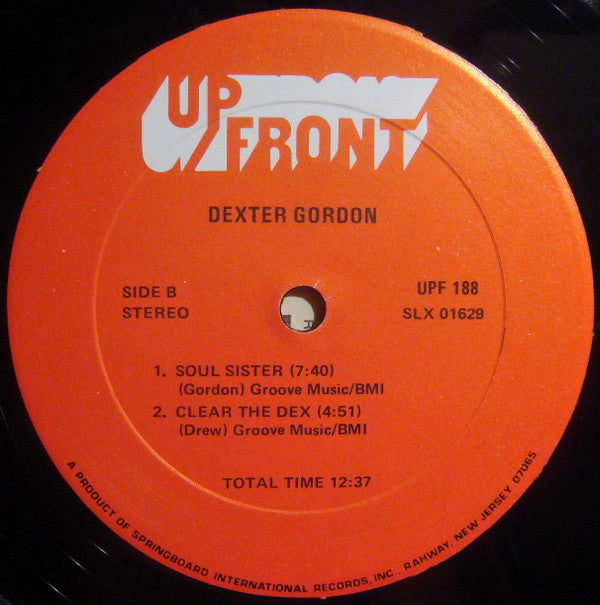 UP
FRONT
DEXTER GORDON
SIDE B
STEREO
UPF 188
SLX 01629
1. SOUL SISTER (7:40)
(Gordon) Groove Music/BMI
2. CLEAR THE DEX (4:51)
(Drew) Groove Music/BMI
TOTAL TIME 12:37
A PRODUCT OF SPRINGBOARD INTERNATIONAL RECORDS, INC., RAHWAY, NEW JERSEY 07065